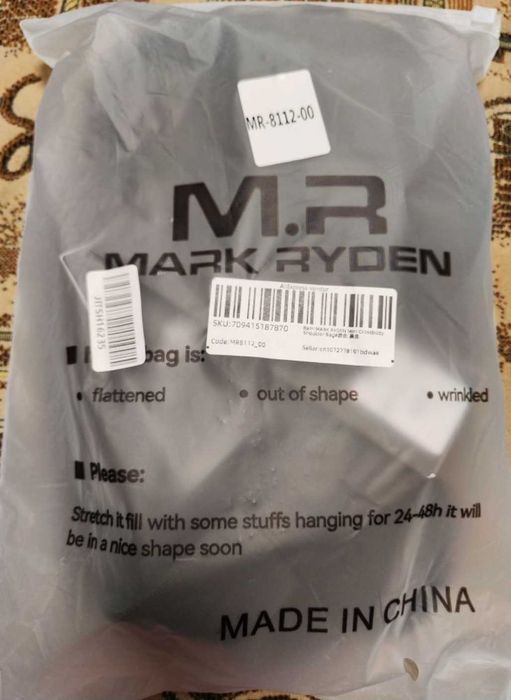 MR-8112-00
M.R
MARK RYDEN
JITSH16235
SKU:709415187870
Code: MR8112_00
bag is:
• flattened
• out of shape
• wrinkled
Please:
Stretch it fill with some stuffs hanging for 24-48h it will
be in a nice shape soon
MADE IN CHINA